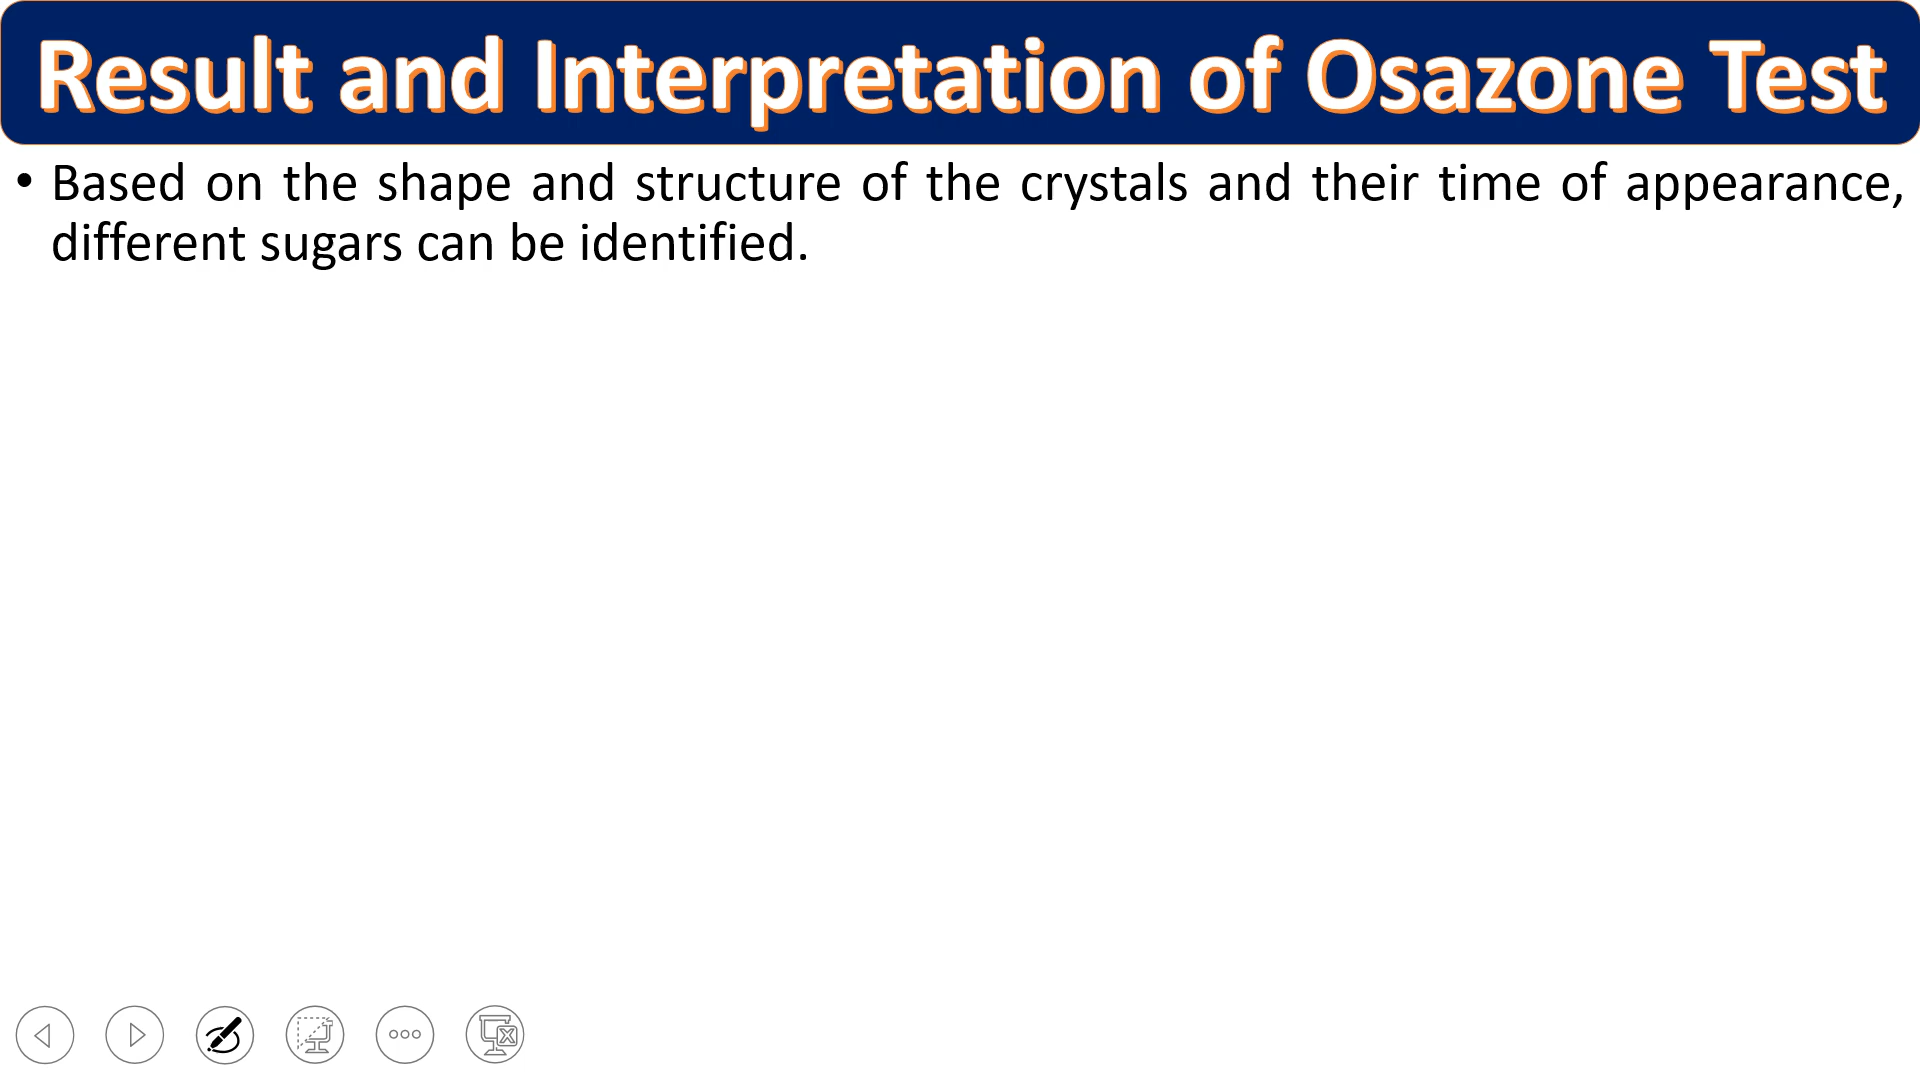 Result and Interpretation of Osazone Test
• Based on the shape and structure of the crystals and their time of appearance,
different sugars can be identified.